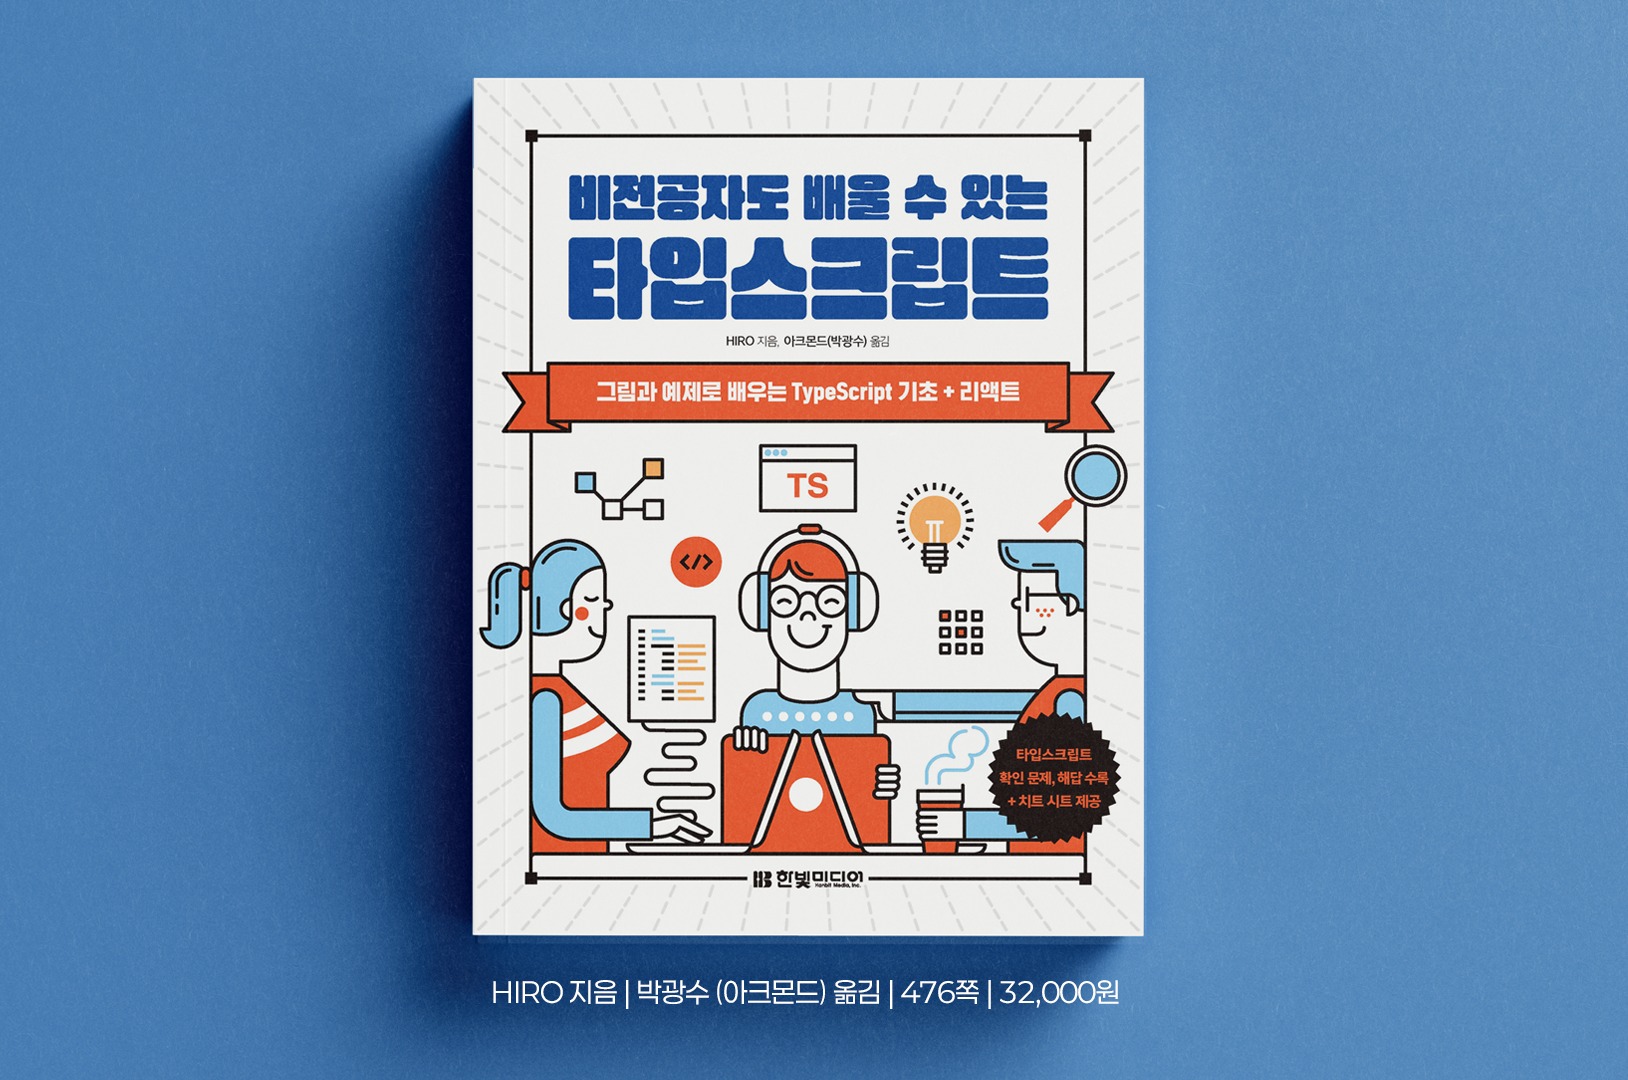 비전공자도 배울 수 있는
타입스크립트
HIRO 지음, 아크몬드(박광수) 옮김
그림과 예제로 배우는 TypeScript 기초 + 리액트
TS
</>
타입스크립트
확인 문제, 해답 수록
+ 치트 시트 제공
한빛미디어
Hanbit Media, Inc.
HIRO 지음 | 박광수 (아크몬드) 옮김 | 476쪽 | 32,000원